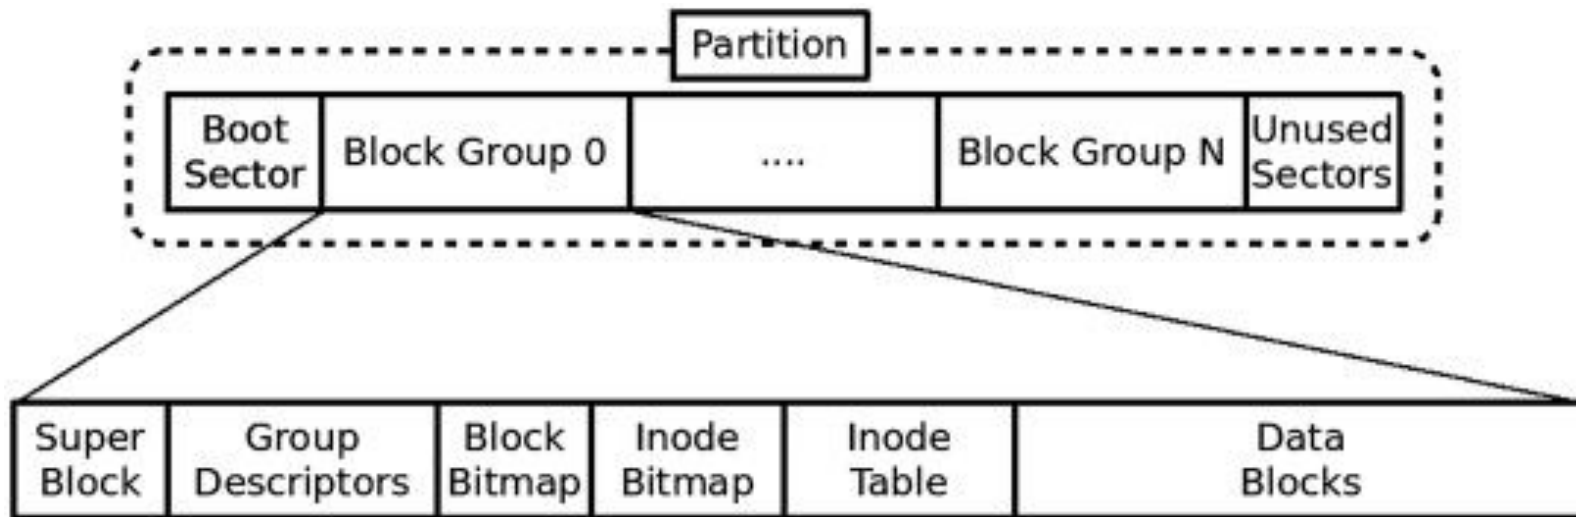 Partition
Boot
Sector
Block Group 0
....
Block Group N
Unused
Sectors
Super
Block
Group
Descriptors
Block
Bitmap
Inode
Bitmap
Inode
Table
Data
Blocks